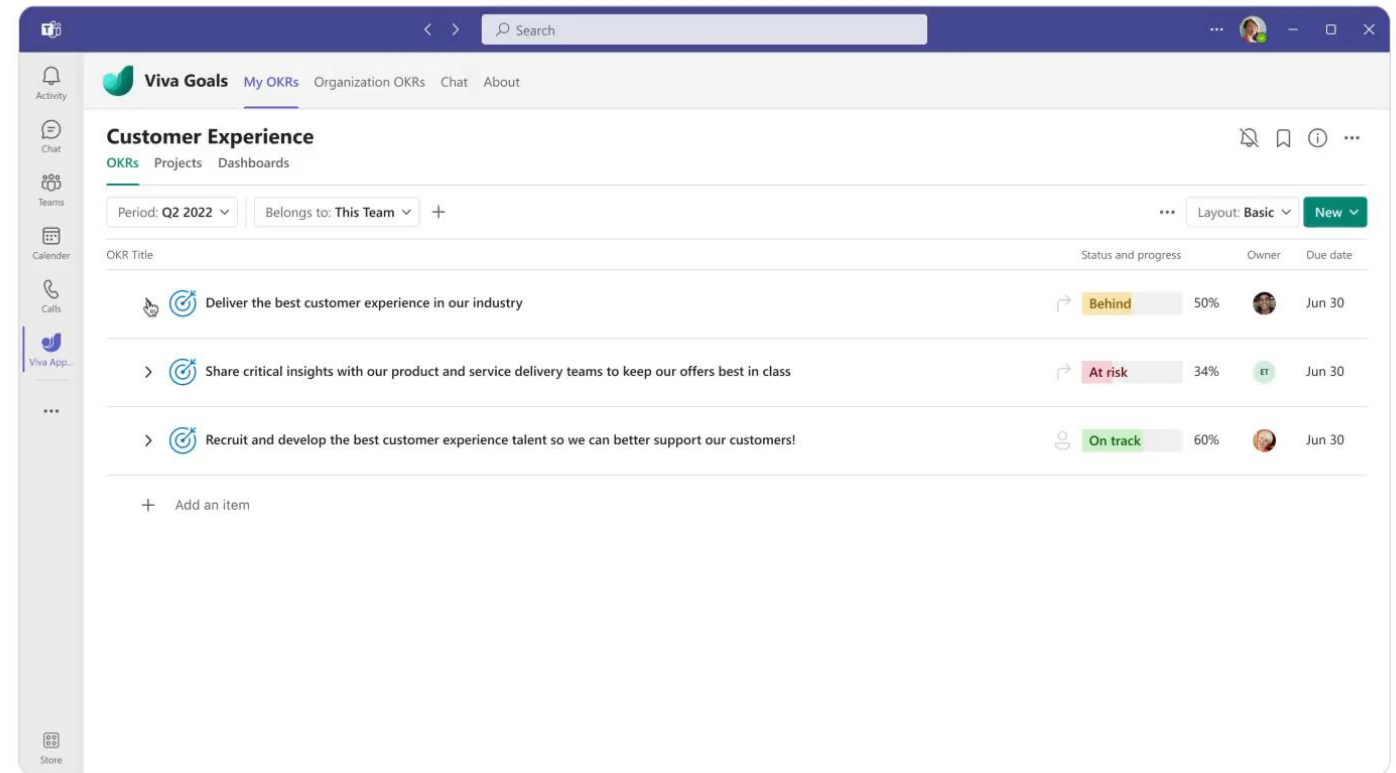 Search
Activity
Chat
Teams
Calender
Calls
Viva App...
Store
Viva Goals My OKRs Organization OKRs Chat About
Customer Experience
OKRs Projects Dashboards
Period: Q2 2022 Belongs to: This Team Layout: Basic New
OKR Title Status and progress Owner Due date
Deliver the best customer experience in our industry Behind 50% Jun 30
Share critical insights with our product and service delivery teams to keep our offers best in class At risk 34% ET Jun 30
Recruit and develop the best customer experience talent so we can better support our customers! On track 60% Jun 30
Add an item